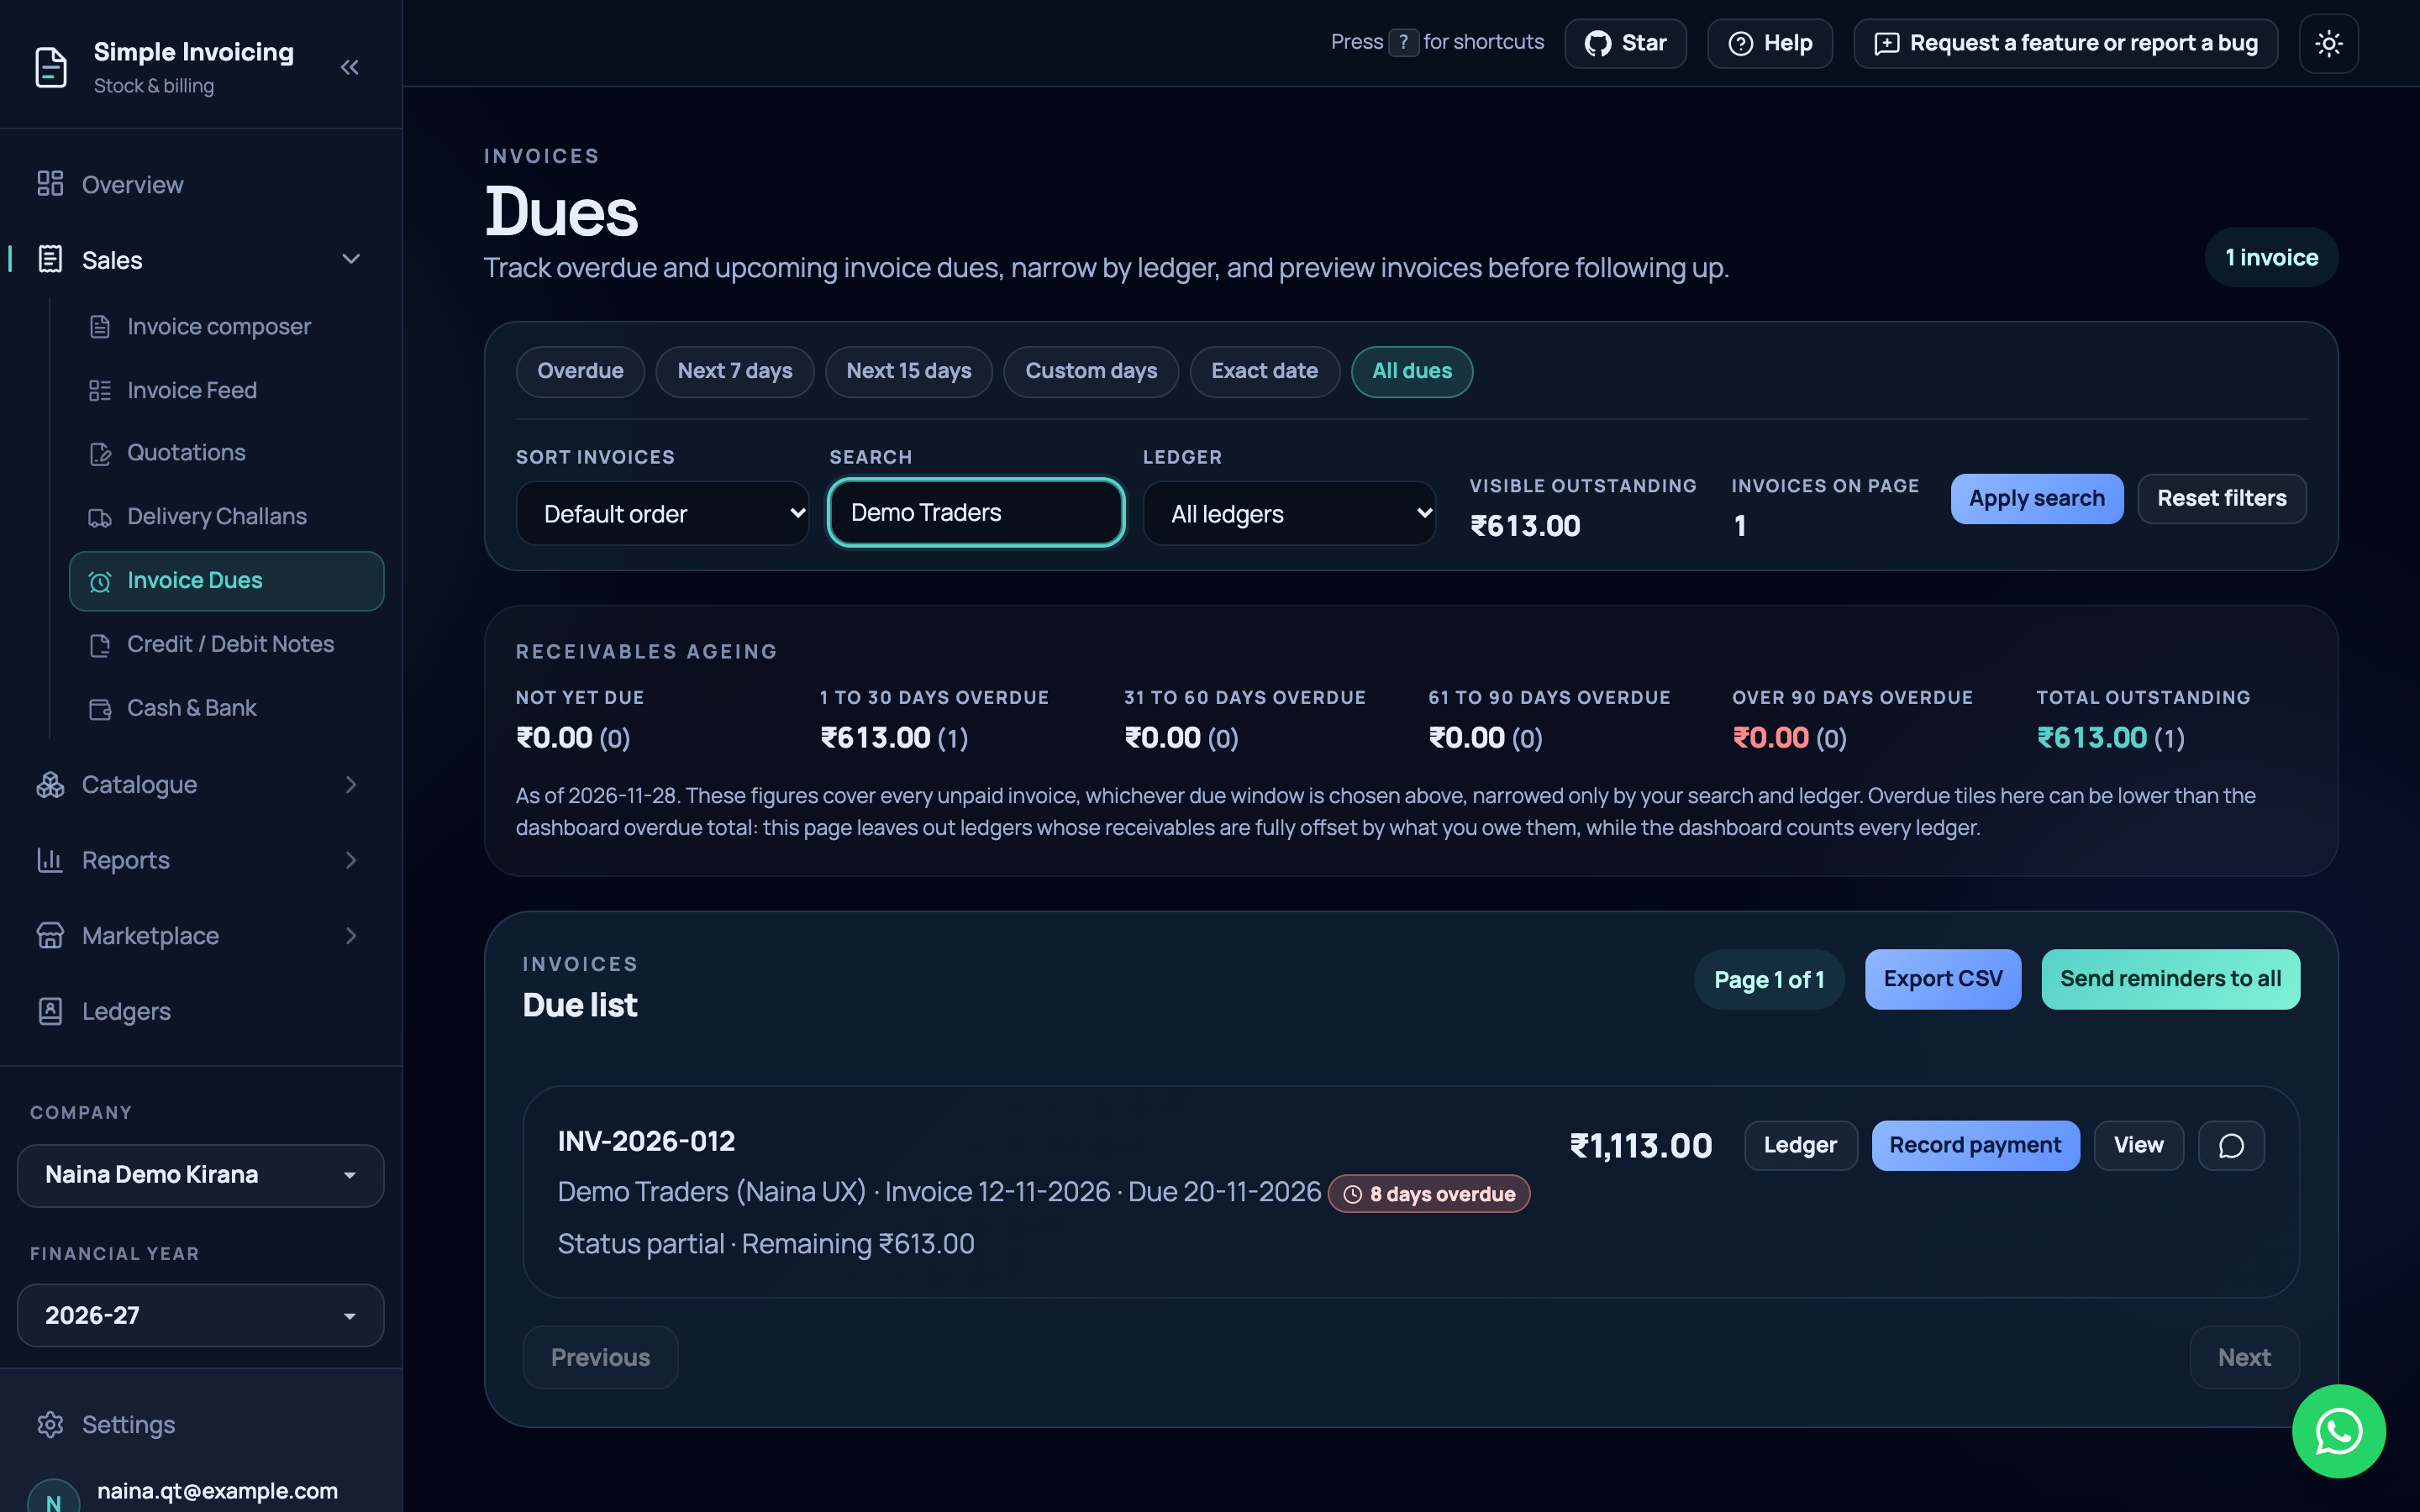 Simple Invoicing
Stock & billing
Overview
Sales
Invoice composer
Invoice Feed
Quotations
Delivery Challans
Invoice Dues
Credit / Debit Notes
Cash & Bank
Catalogue
Reports
Marketplace
Ledgers
COMPANY
Naina Demo Kirana
FINANCIAL YEAR
2026-27
Settings
N naina.qt@example.com
Press ? for shortcuts Star Help Request a feature or report a bug
INVOICES
Dues
Track overdue and upcoming invoice dues, narrow by ledger, and preview invoices before following up.
1 invoice
Overdue Next 7 days Next 15 days Custom days Exact date All dues
SORT INVOICES SEARCH LEDGER VISIBLE OUTSTANDING INVOICES ON PAGE
Default order Demo Traders All ledgers ₹613.00 1 Apply search Reset filters
RECEIVABLES AGEING
NOT YET DUE 1 TO 30 DAYS OVERDUE 31 TO 60 DAYS OVERDUE 61 TO 90 DAYS OVERDUE OVER 90 DAYS OVERDUE TOTAL OUTSTANDING
₹0.00 (0) ₹613.00 (1) ₹0.00 (0) ₹0.00 (0) ₹0.00 (0) ₹613.00 (1)
As of 2026-11-28. These figures cover every unpaid invoice, whichever due window is chosen above, narrowed only by your search and ledger. Overdue tiles here can be lower than the
dashboard overdue total: this page leaves out ledgers whose receivables are fully offset by what you owe them, while the dashboard counts every ledger.
INVOICES
Due list
Page 1 of 1 Export CSV Send reminders to all
INV-2026-012
₹1,113.00 Ledger Record payment View
Demo Traders (Naina UX) · Invoice 12-11-2026 · Due 20-11-2026 8 days overdue
Status partial · Remaining ₹613.00
Previous Next